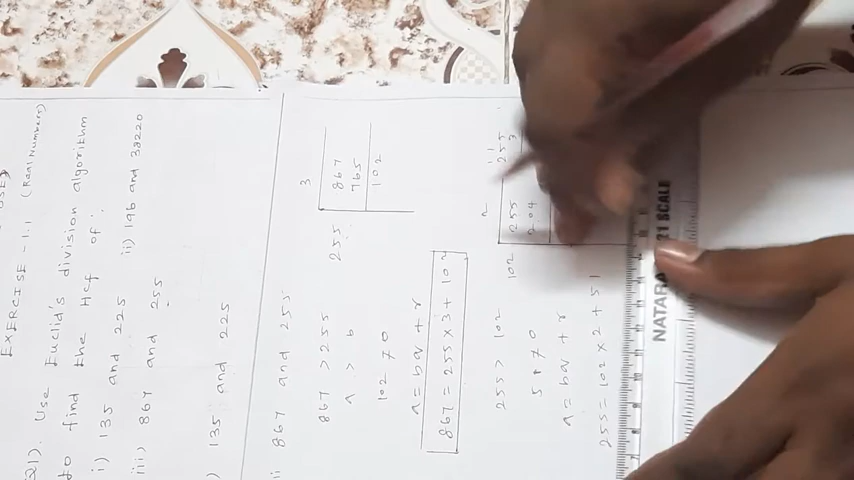 EXERCISE - 1.1 (Real Numbers)
Q1). Use Euclid's division algorithm
to find the Hcf of:
i) 135 and 225 ii) 196 and 38220
iii) 867 and 255
) 135 and 225
867 and 255
867 > 255
a > b
102 ≠ 0
a = bq + r
867 = 255 x 3 + 102
3
255 867
765
102
255 > 102
51 ≠ 0
a = bq + r
255 = 102 x 2 + 51
2
102 255
204
NATARA 21 SCALE